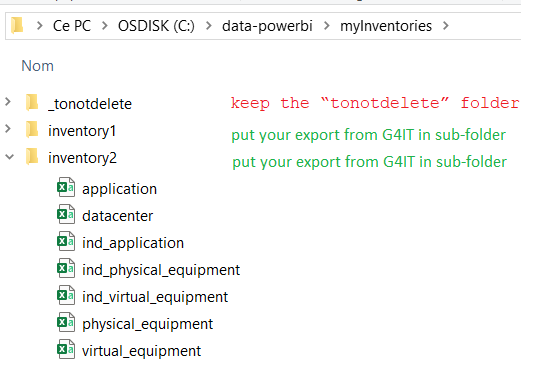 Ce PC > OSDISK (C:) > data-powerbi > myInventories >
Nom
_tonotdelete keep the “tonotdelete” folder
inventory1 put your export from G4IT in sub-folder
inventory2 put your export from G4IT in sub-folder
application
datacenter
ind_application
ind_physical_equipment
ind_virtual_equipment
physical_equipment
virtual_equipment